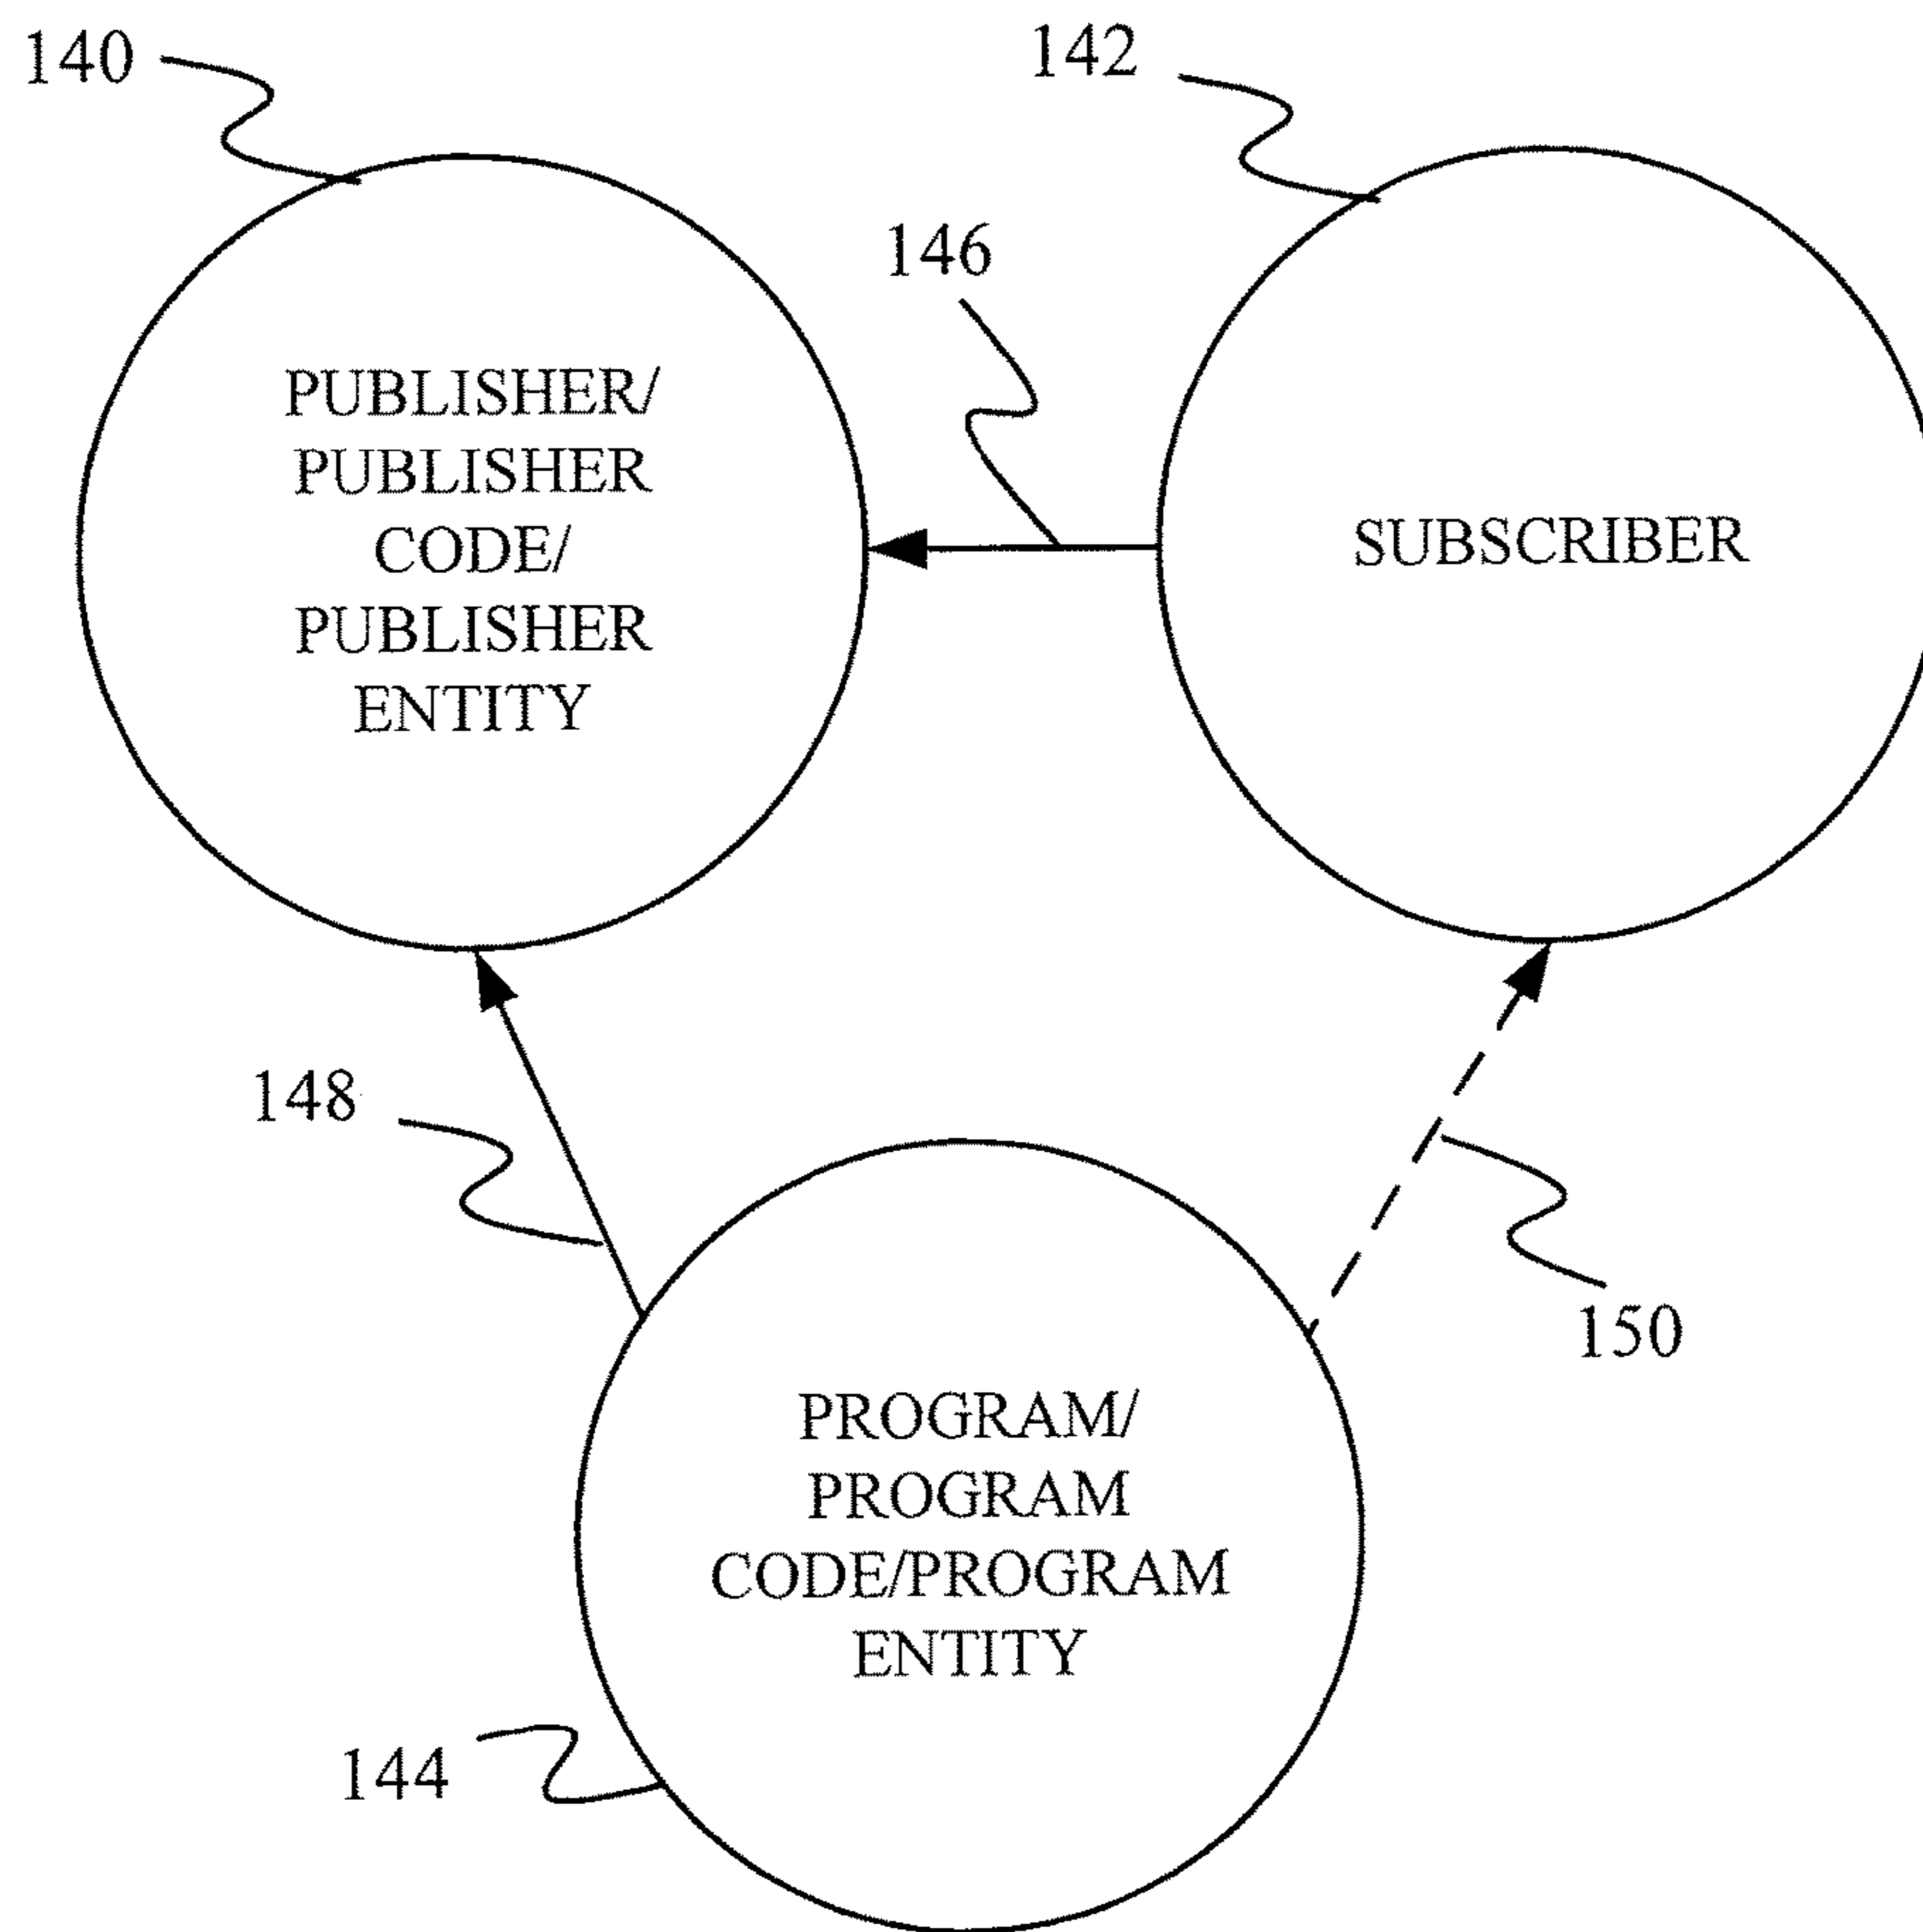 140
142
146
PUBLISHER/
PUBLISHER
CODE/
PUBLISHER
ENTITY
SUBSCRIBER
148
150
PROGRAM/
PROGRAM
CODE/PROGRAM
ENTITY
144